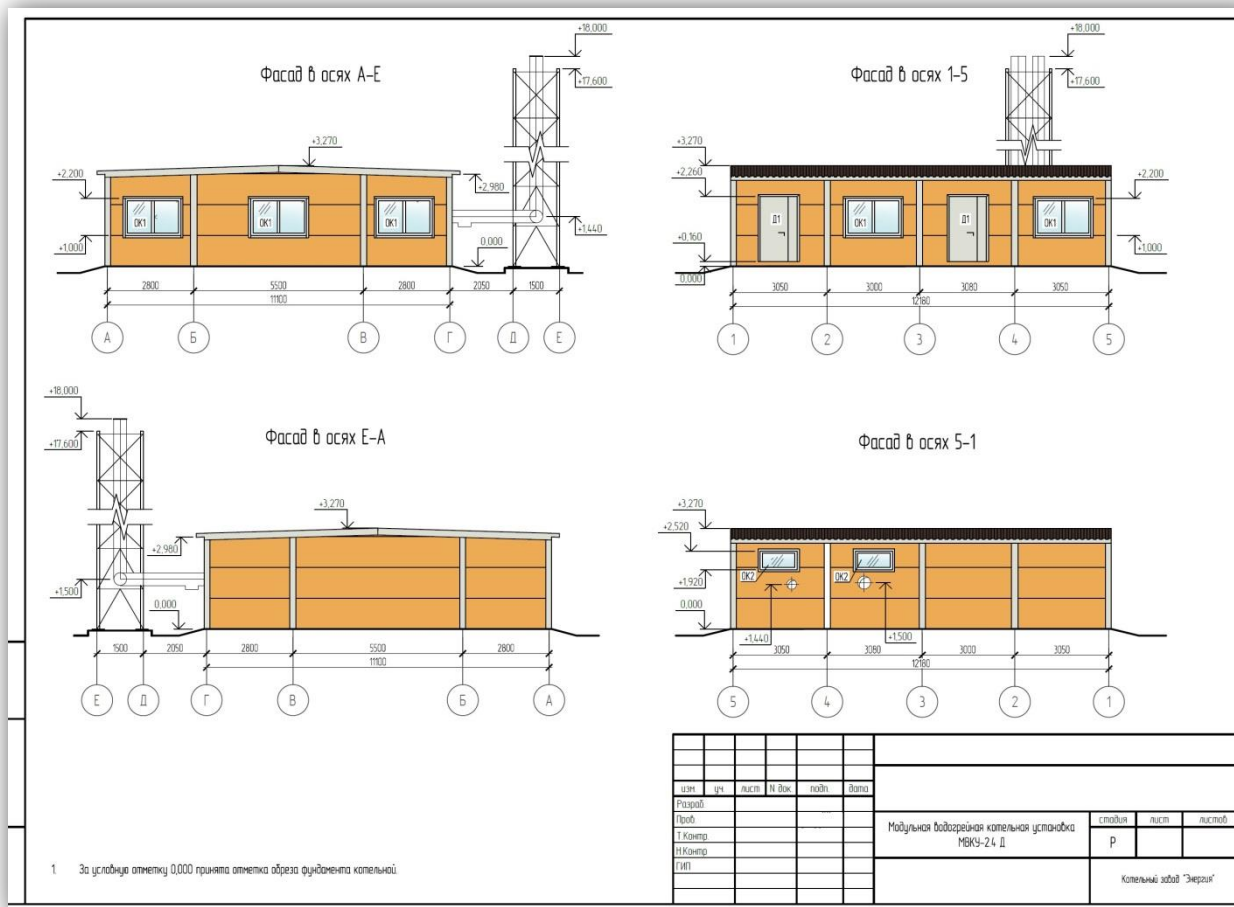 Фасад в осях А-Е
+18,000
+17,600
+3,270
+2,200
+2,980
ОК1
ОК1
ОК1
+1,440
+1,000
0,000
2800
5500
2800
2050
1500
11100
А
Б
В
Г
Д
Е
Фасад в осях 1-5
+18,000
+17,600
+3,270
+2,260
+2,200
Д1
ОК1
Д1
ОК1
+0,160
+1,000
0,000
3050
3000
3080
3050
12180
1
2
3
4
5
Фасад в осях Е-А
+18,000
+17,600
+3,270
+2,980
+1,500
0,000
1500
2050
2800
5500
2800
11100
Е
Д
Г
В
Б
А
Фасад в осях 5-1
+3,270
+2,520
ОК2
ОК2
+1,920
0,000
+1,440
+1,500
3050
3080
3000
3050
12180
5
4
3
2
1
изм. уч. лист N док подп. дата
Разраб.
Пров.
Т.Контр.
Н.Контр
ГИП
Модульная водогрейная котельная установка
МВКУ-2,4 Д
стадия лист листов
Р
Котельный завод "Энергия"
1. За условную отметку 0,000 принята отметка обреза фундамента котельной.